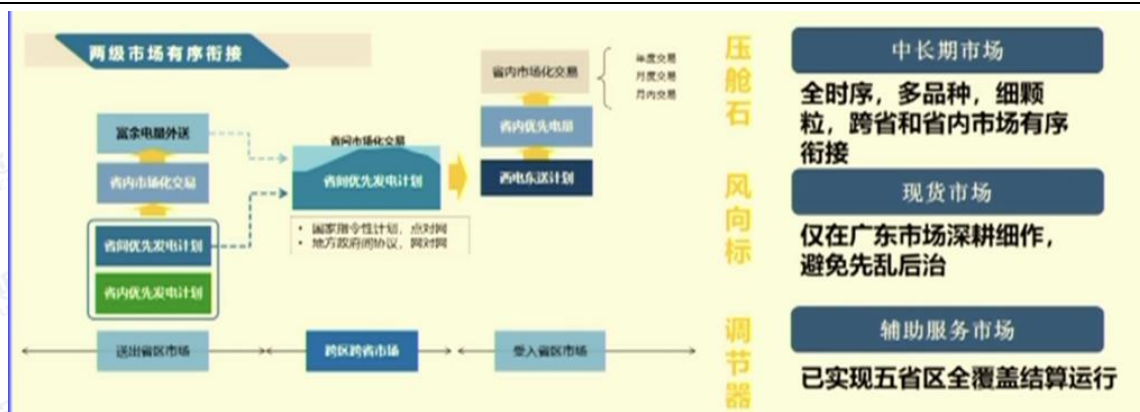 两级市场有序衔接
富余电量外送
省内市场化交易
省间优先发电计划
省内优先发电计划
省间市场化交易
省间优先发电计划
• 国家指令性计划，点对网
• 地方政府间协议，网对网
省内市场化交易
年度交易
月度交易
月内交易
省内优先电量
西电东送计划
送出省区市场
跨区跨省市场
受入省区市场
压舱石
中长期市场
全时序，多品种，细颗
粒，跨省和省内市场有序
衔接
风向标
现货市场
仅在广东市场深耕细作，
避免先乱后治
调节器
辅助服务市场
已实现五省区全覆盖结算运行